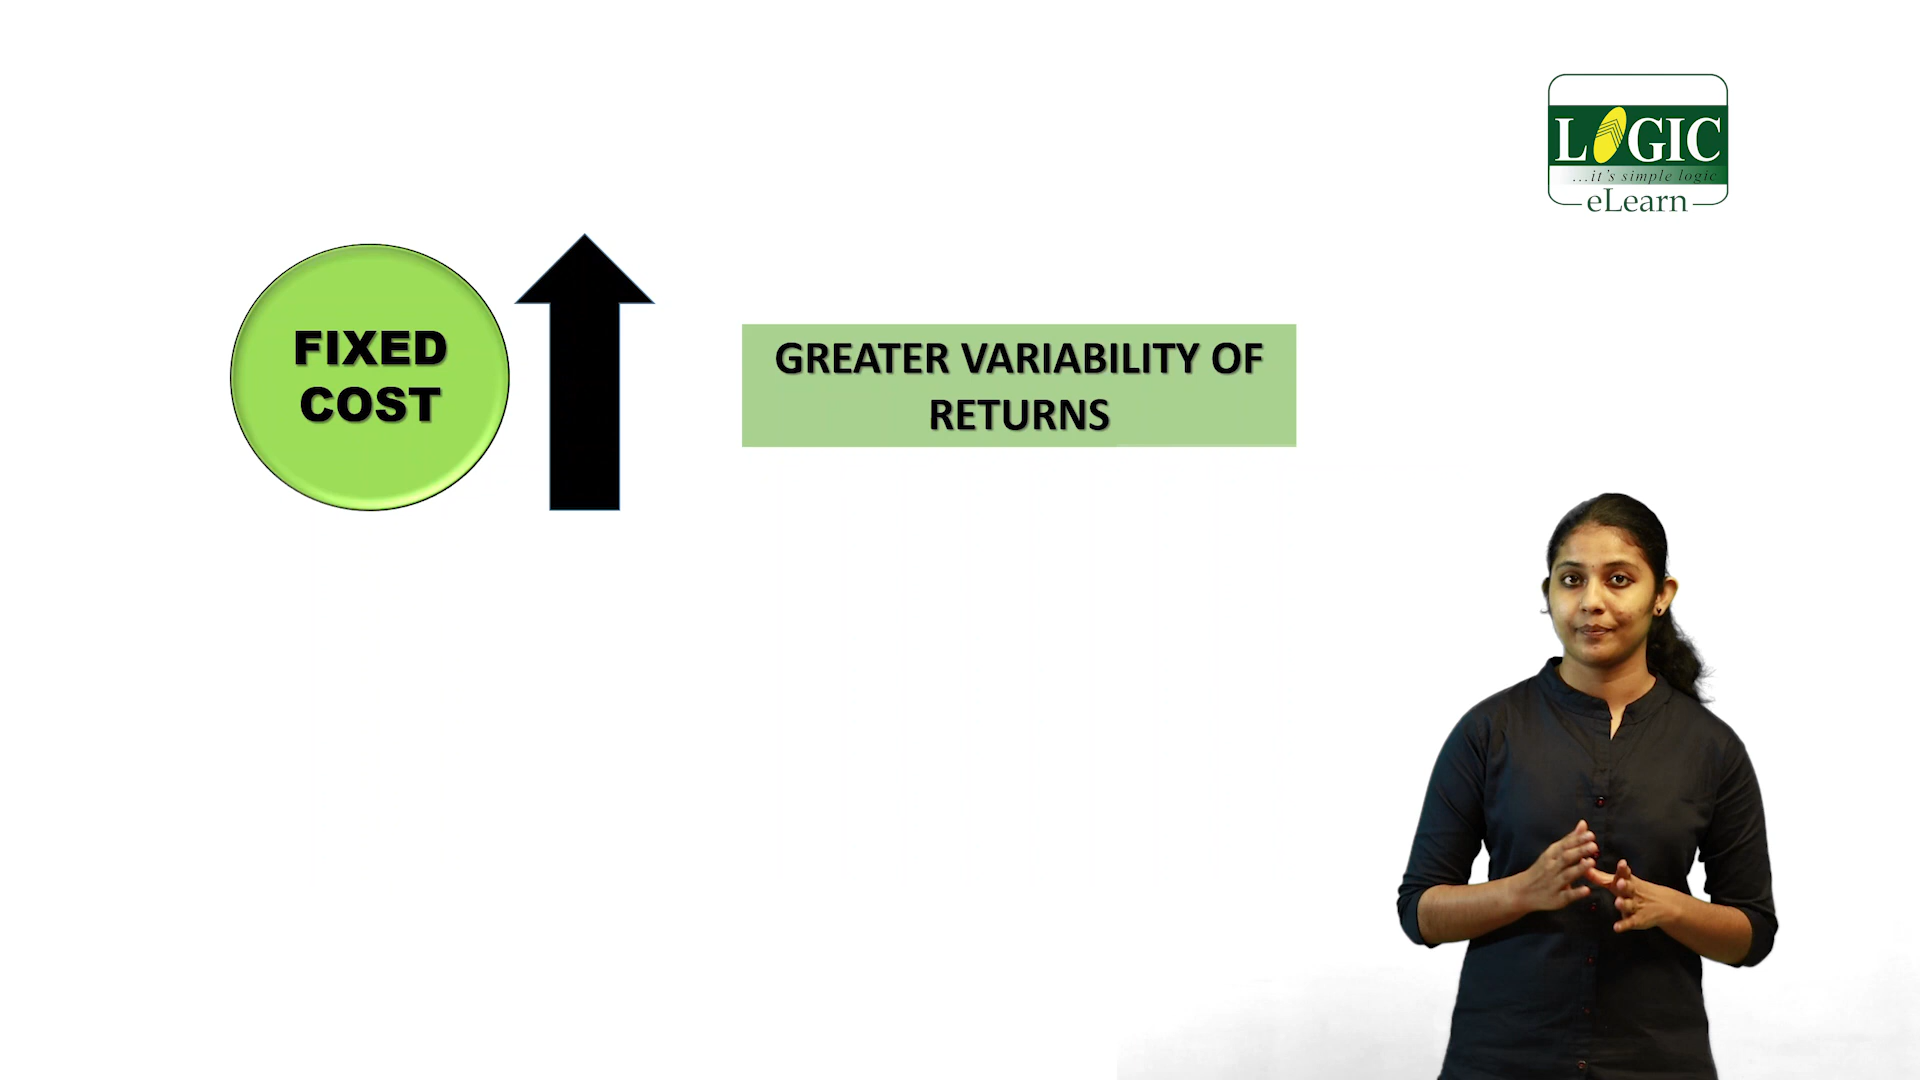 LOGIC
...it's simple logic
eLearn
FIXED
COST
GREATER VARIABILITY OF
RETURNS